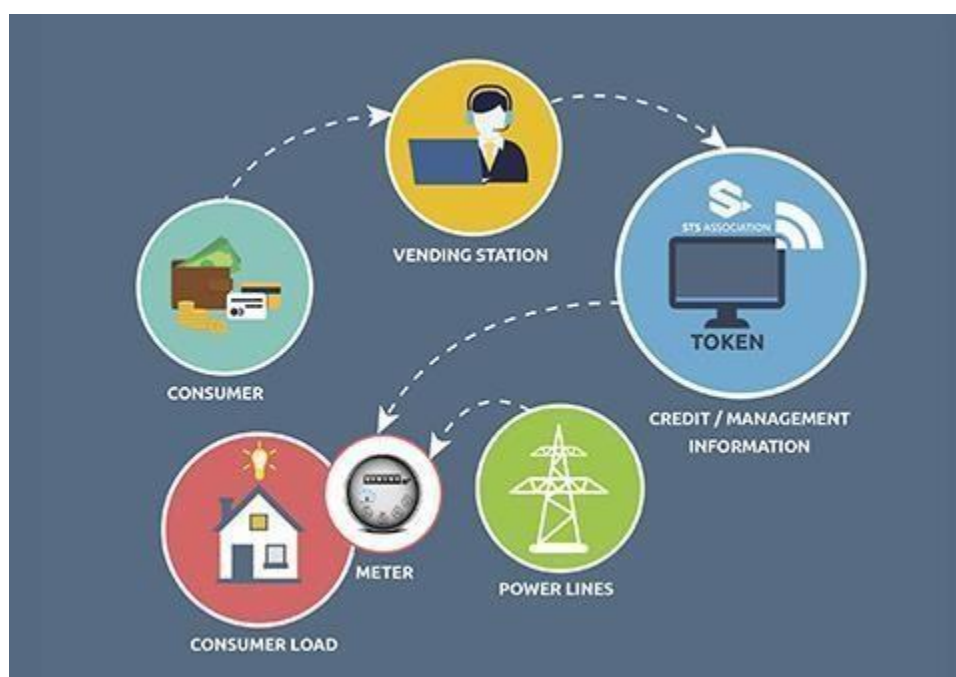 VENDING STATION
STS ASSOCIATION
TOKEN
CONSUMER
CREDIT / MANAGEMENT
INFORMATION
METER
POWER LINES
CONSUMER LOAD